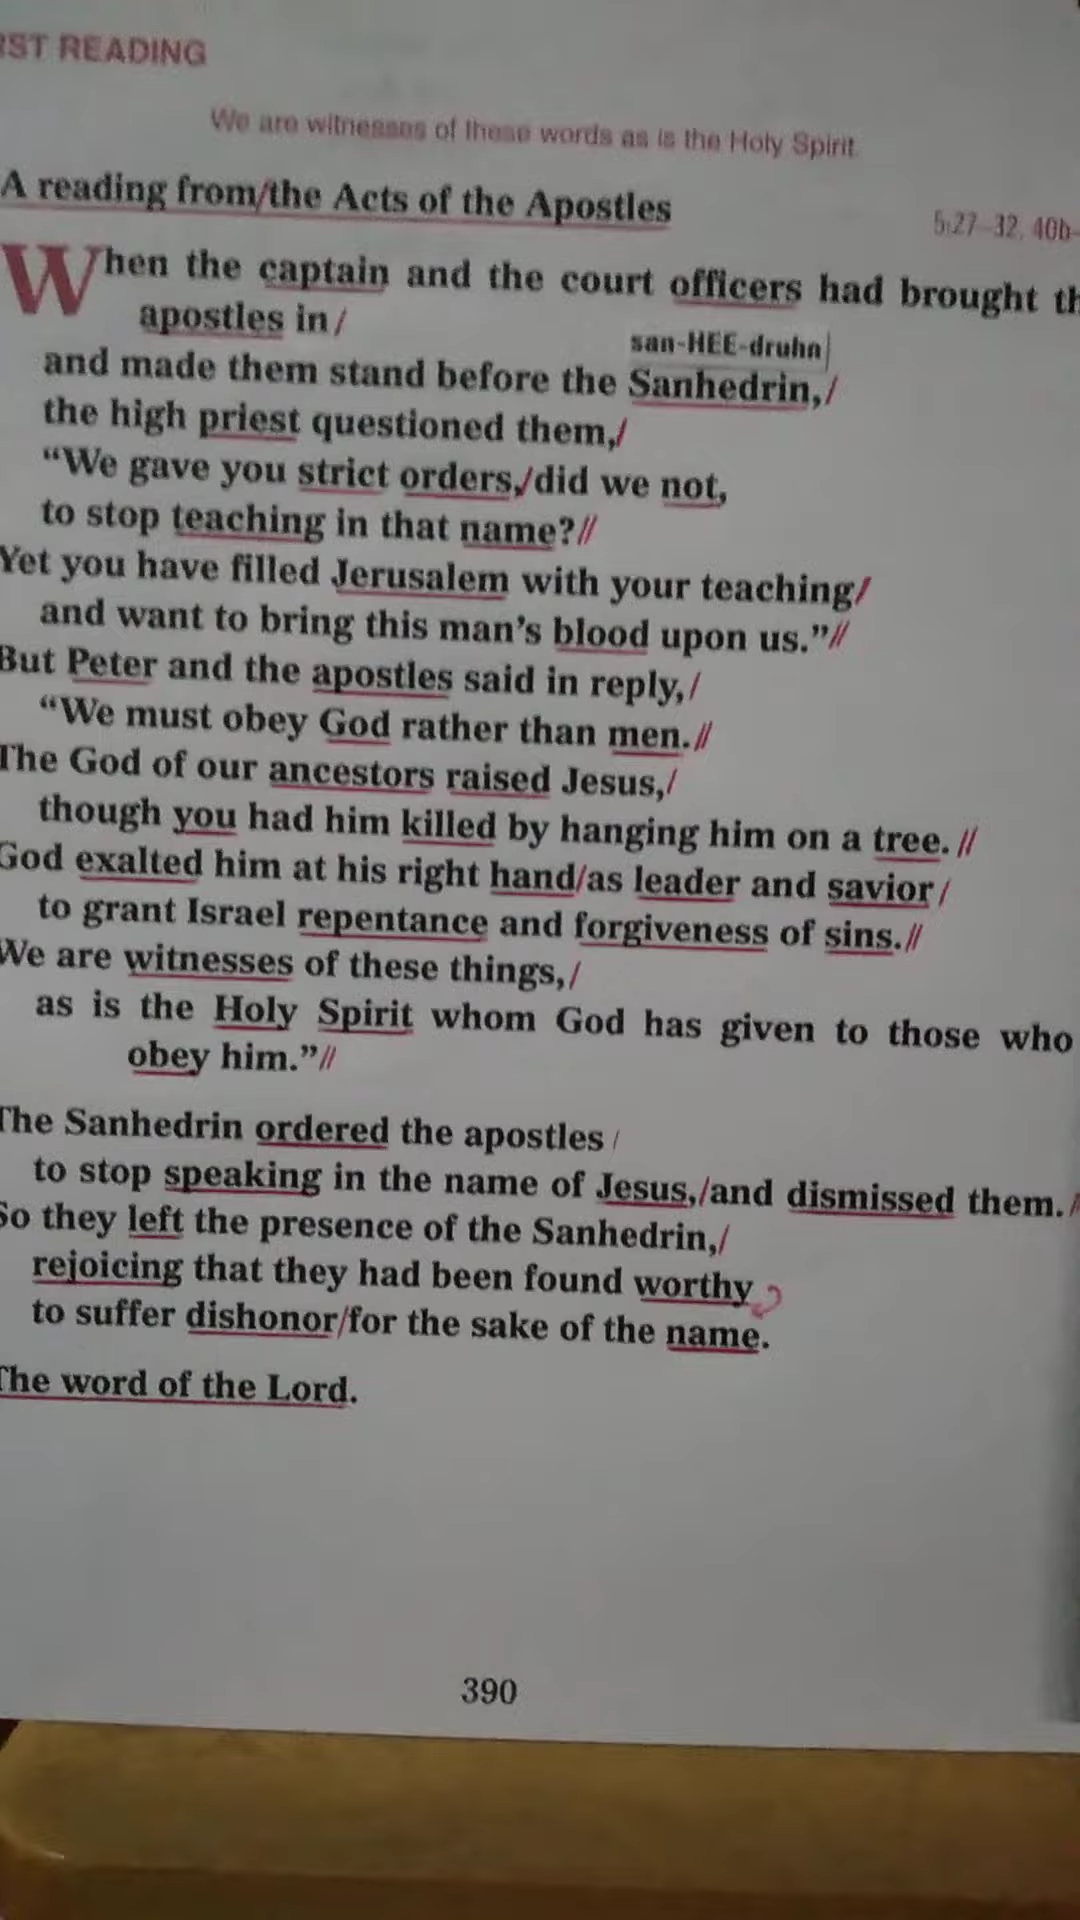 RST READING
We are witnesses of these words as is the Holy Spirit.
A reading from/the Acts of the Apostles
5:27-32, 40b-
When the captain and the court officers had brought th
apostles in/
san-HEE-druhn
and made them stand before the Sanhedrin,/
the high priest questioned them,/
“We gave you strict orders,/did we not,
to stop teaching in that name?//
Yet you have filled Jerusalem with your teaching/
and want to bring this man’s blood upon us.”//
But Peter and the apostles said in reply,/
“We must obey God rather than men.//
The God of our ancestors raised Jesus,/
though you had him killed by hanging him on a tree.//
God exalted him at his right hand/as leader and savior/
to grant Israel repentance and forgiveness of sins.//
We are witnesses of these things,/
as is the Holy Spirit whom God has given to those who
obey him.”//
The Sanhedrin ordered the apostles/
to stop speaking in the name of Jesus,/and dismissed them./
So they left the presence of the Sanhedrin,/
rejoicing that they had been found worthy
to suffer dishonor/for the sake of the name.
The word of the Lord.
390